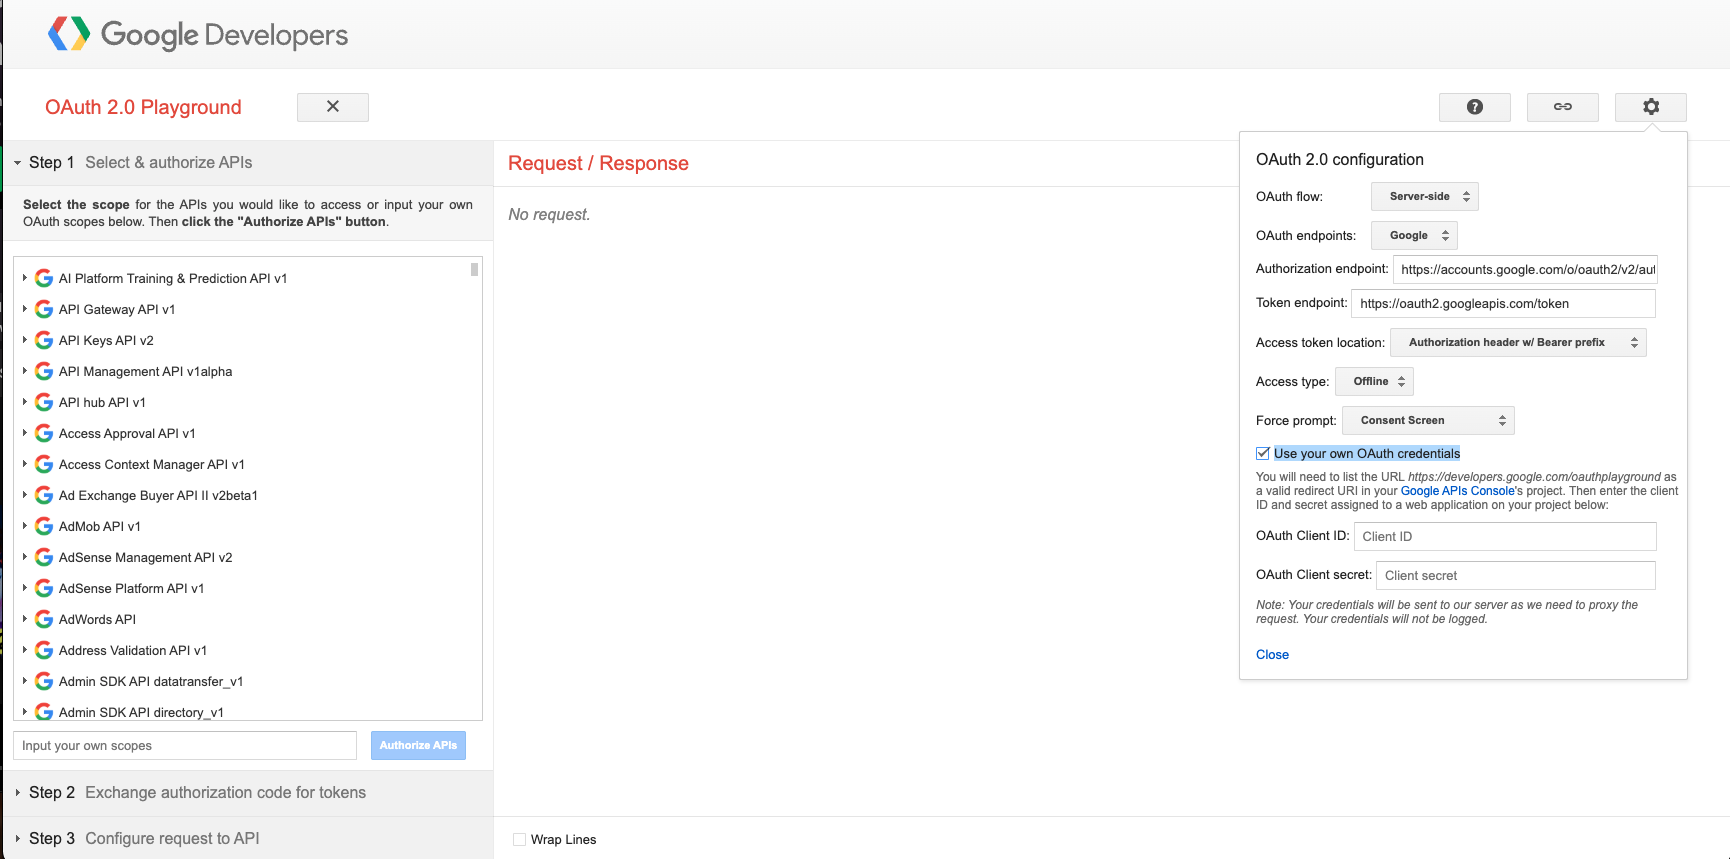 Google Developers
OAuth 2.0 Playground
Step 1 Select & authorize APIs
Select the scope for the APIs you would like to access or input your own
OAuth scopes below. Then click the "Authorize APIs" button.
AI Platform Training & Prediction API v1
API Gateway API v1
API Keys API v2
API Management API v1alpha
API hub API v1
Access Approval API v1
Access Context Manager API v1
Ad Exchange Buyer API II v2beta1
AdMob API v1
AdSense Management API v2
AdSense Platform API v1
AdWords API
Address Validation API v1
Admin SDK API datatransfer_v1
Admin SDK API directory_v1
Input your own scopes
Authorize APIs
Step 2 Exchange authorization code for tokens
Step 3 Configure request to API
Request / Response
No request.
Wrap Lines
OAuth 2.0 configuration
OAuth flow: Server-side
OAuth endpoints: Google
Authorization endpoint: https://accounts.google.com/o/oauth2/v2/aut
Token endpoint: https://oauth2.googleapis.com/token
Access token location: Authorization header w/ Bearer prefix
Access type: Offline
Force prompt: Consent Screen
Use your own OAuth credentials
You will need to list the URL https://developers.google.com/oauthplayground as
a valid redirect URI in your Google APIs Console's project. Then enter the client
ID and secret assigned to a web application on your project below:
OAuth Client ID: Client ID
OAuth Client secret: Client secret
Note: Your credentials will be sent to our server as we need to proxy the
request. Your credentials will not be logged.
Close